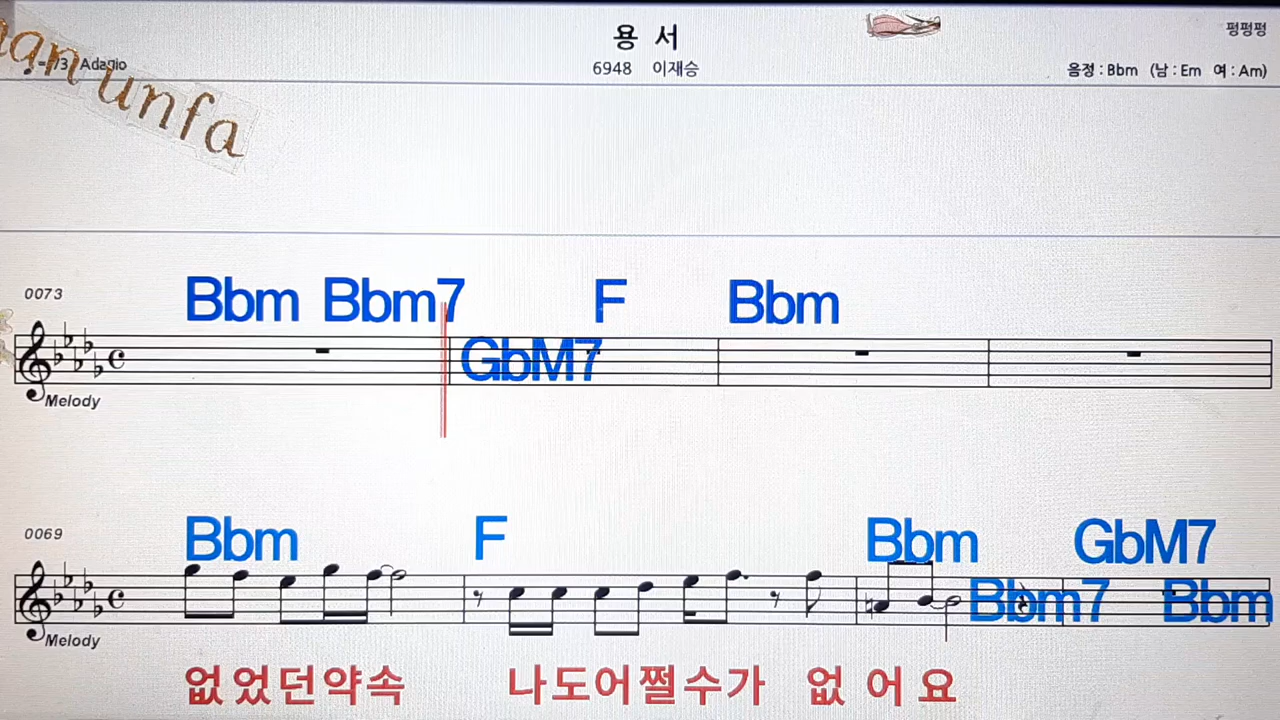 용 서
평펑평
♩=73 Adagio
6948 이재승
음정 : Bbm (남 : Em 여 : Am)
unfa
0073
Bbm Bbm7 F Bbm
GbM7
Melody
0069
Bbm F Bbm GbM7
Bbm7 Bbm
Melody
없었던약속 나도어쩔수가 없어요